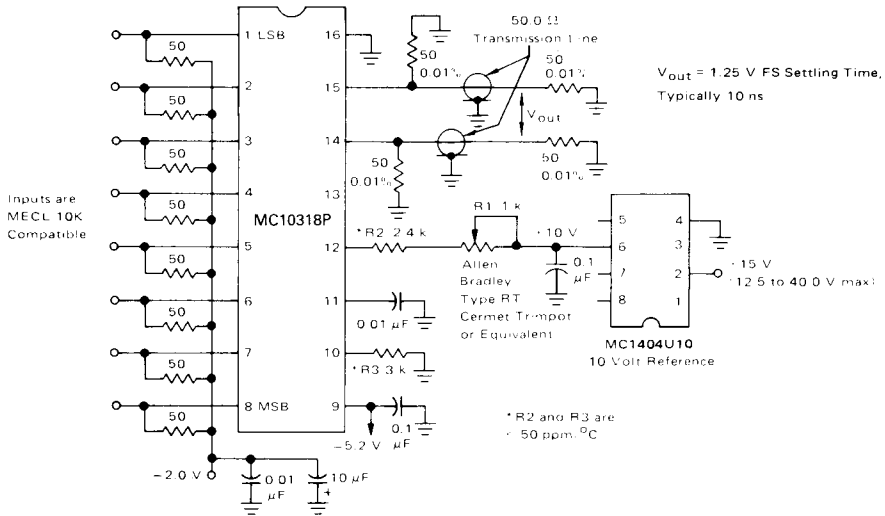 1 LSB
2
3
4
5
6
7
8 MSB
16
15
14
13
12
11
10
9
MC10318P
50
50
50
50
50
50
50
50
Inputs are
MECL 10K
Compatible
50
0.01%
50.0 Ω
Transmission Line
50
0.01%
Vout
50
0.01%
50
0.01%
Vout = 1.25 V FS Settling Time,
Typically 10 ns
*R2 2.4 k
R1 1 k
Allen
Bradley
Type RT
Cermet Trimpot
or Equivalent
10 V
0.1
μF
5
6
7
8
4
3
2
1
15 V
12.5 to 40.0 V max)
MC1404U10
10 Volt Reference
0.01 μF
*R3 3 k
-5.2 V
0.1
μF
-2.0 V
0.01
μF
10 μF
+
*R2 and R3 are
50 ppm °C